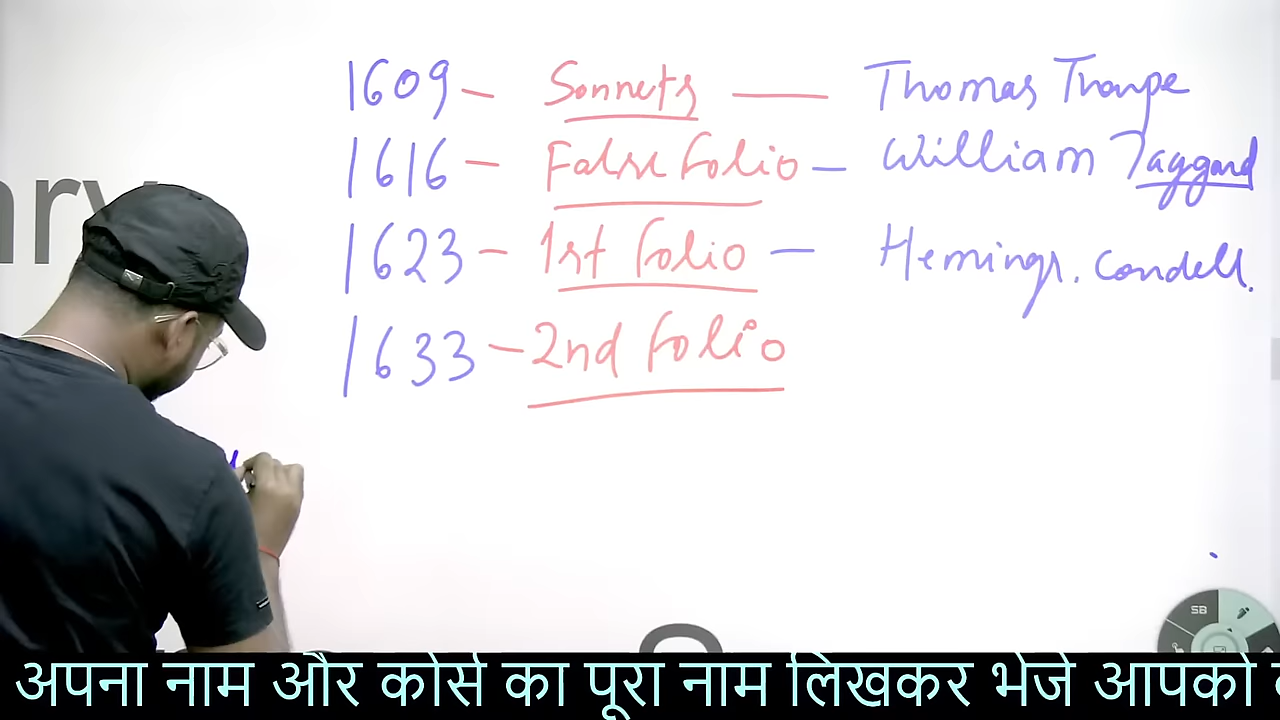 1609 - Sonnets - Thomas Thorpe
1616 - False folio - William Jaggard
1623 - 1st folio - Hemings. Condell.
1633 - 2nd folio
SB
अपना नाम और कोर्स का पूरा नाम लिखकर भेजे आपको